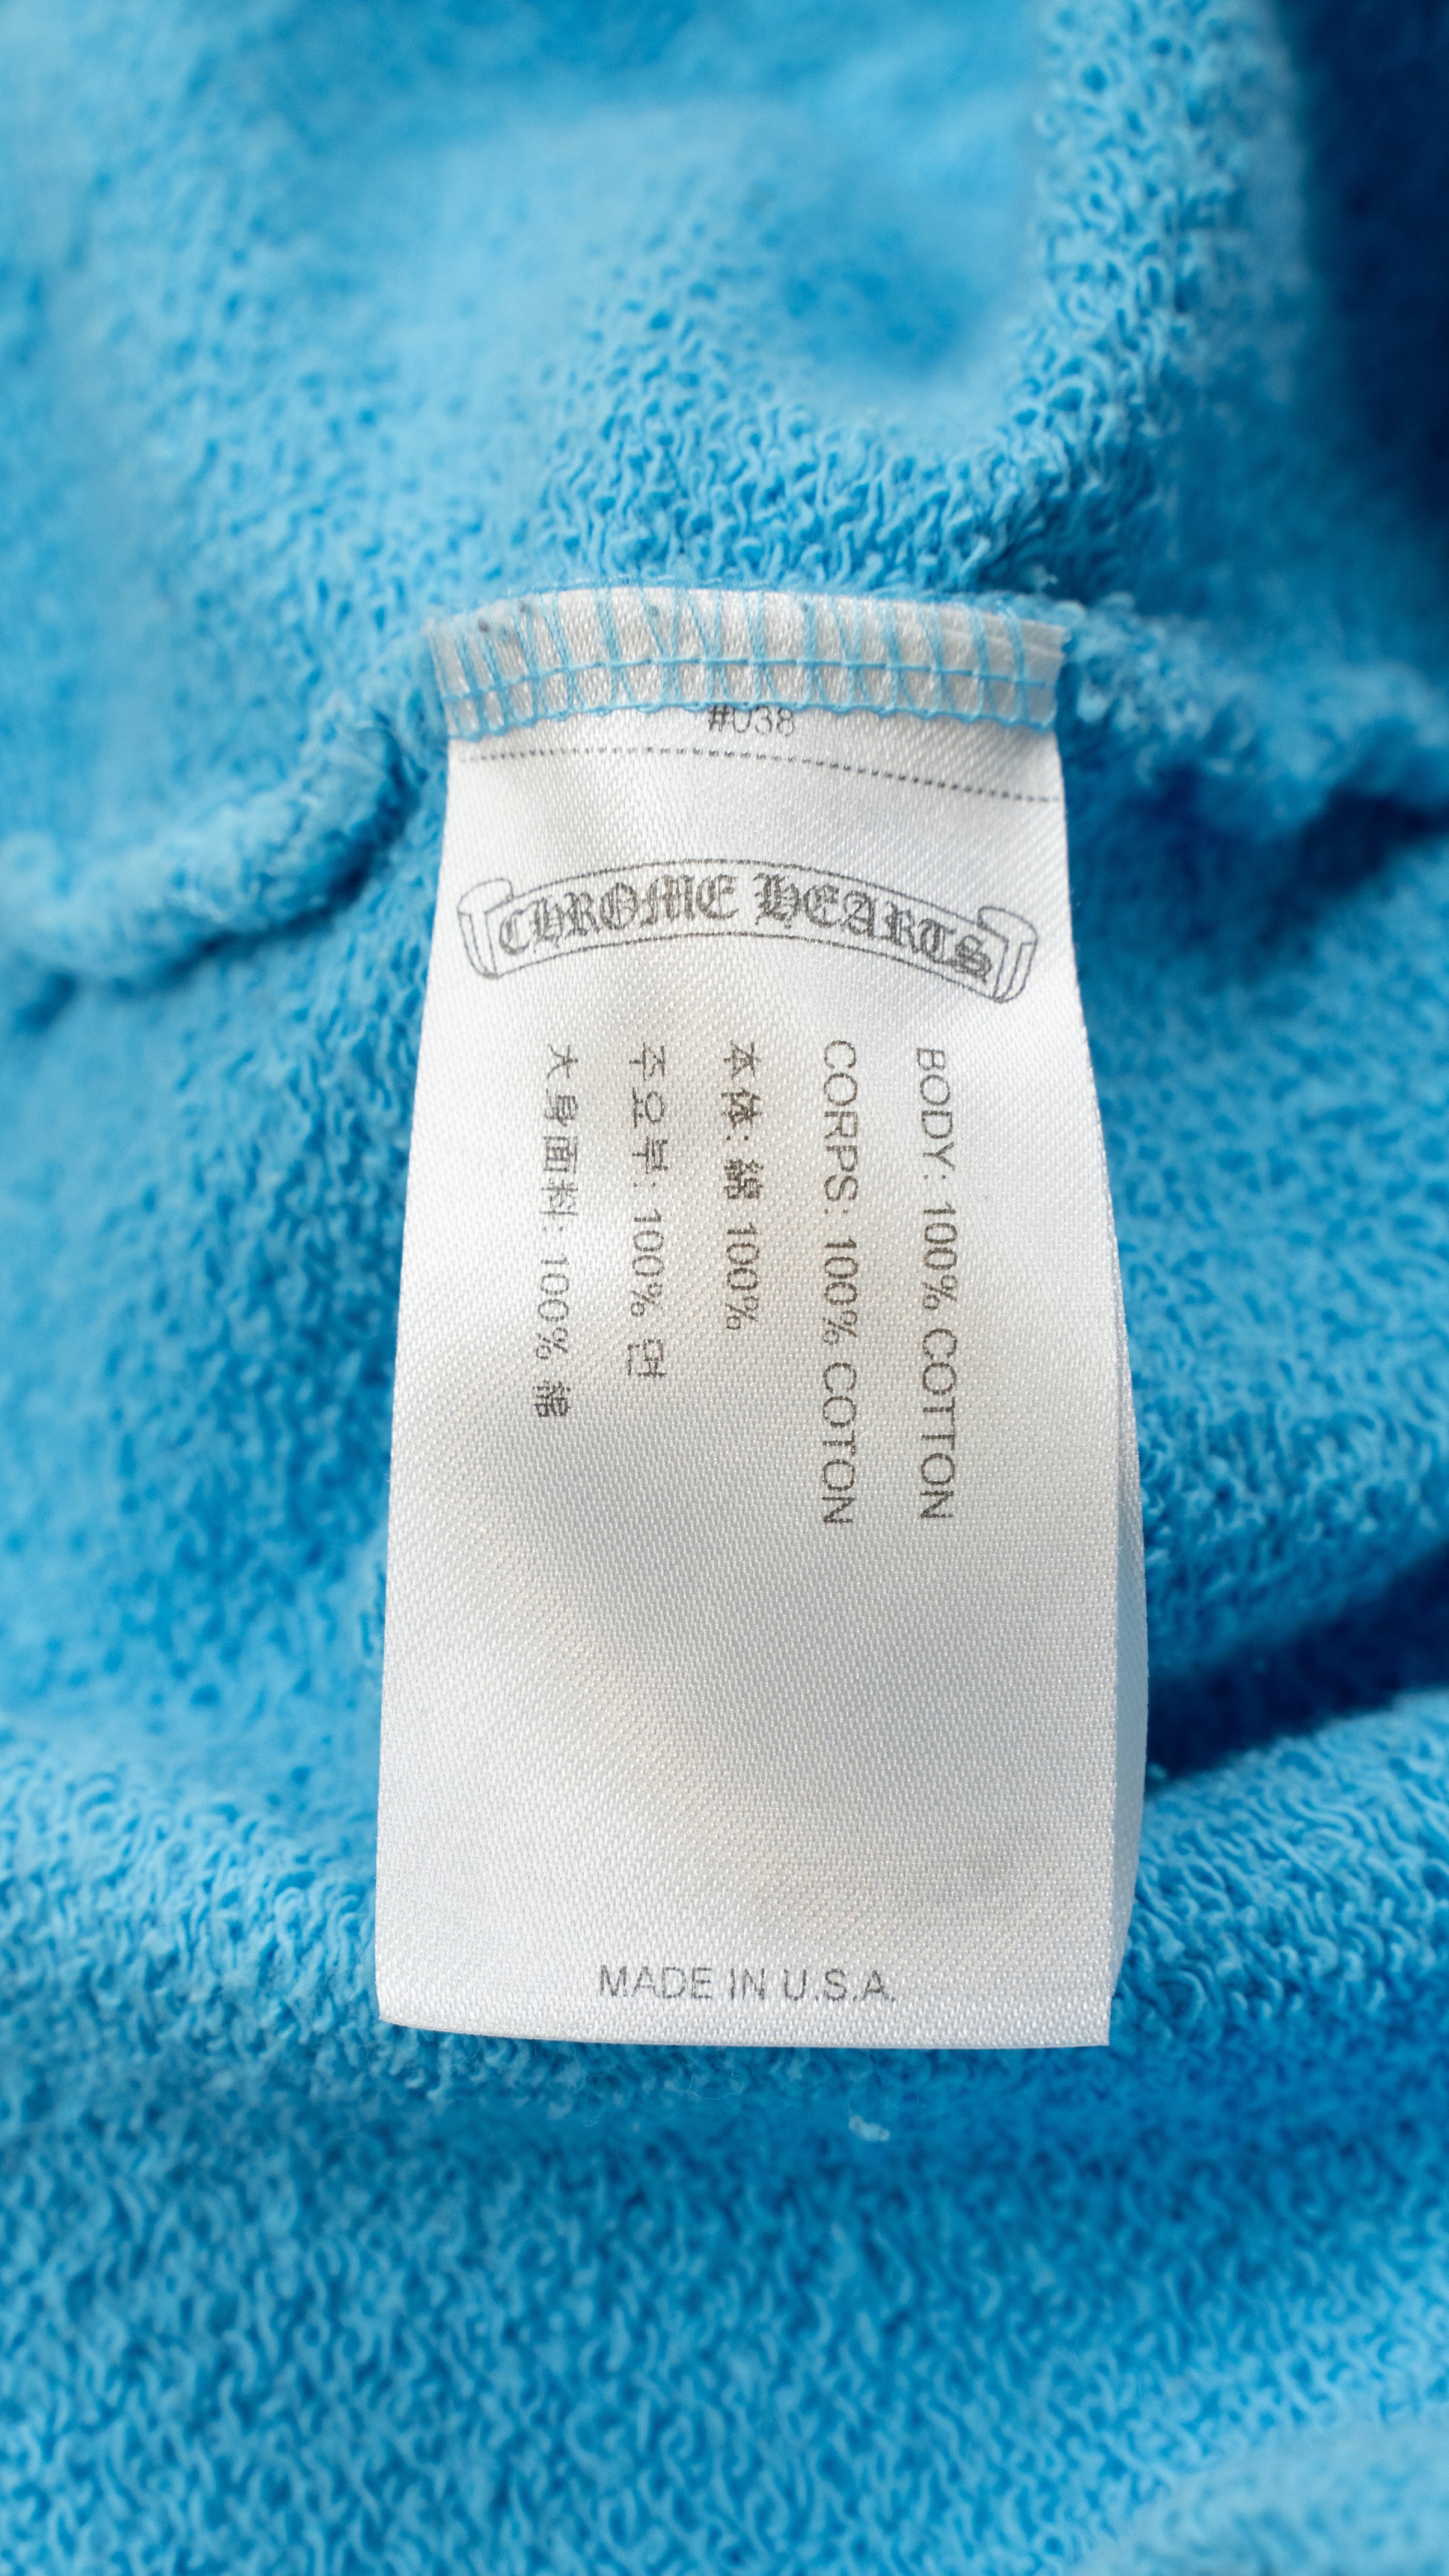 #038
CHROME HEARTS
BODY: 100% COTTON
CORPS: 100% COTON
本体: 綿 100%
주요부: 100% 면
大身面料: 100% 綿
MADE IN U.S.A.